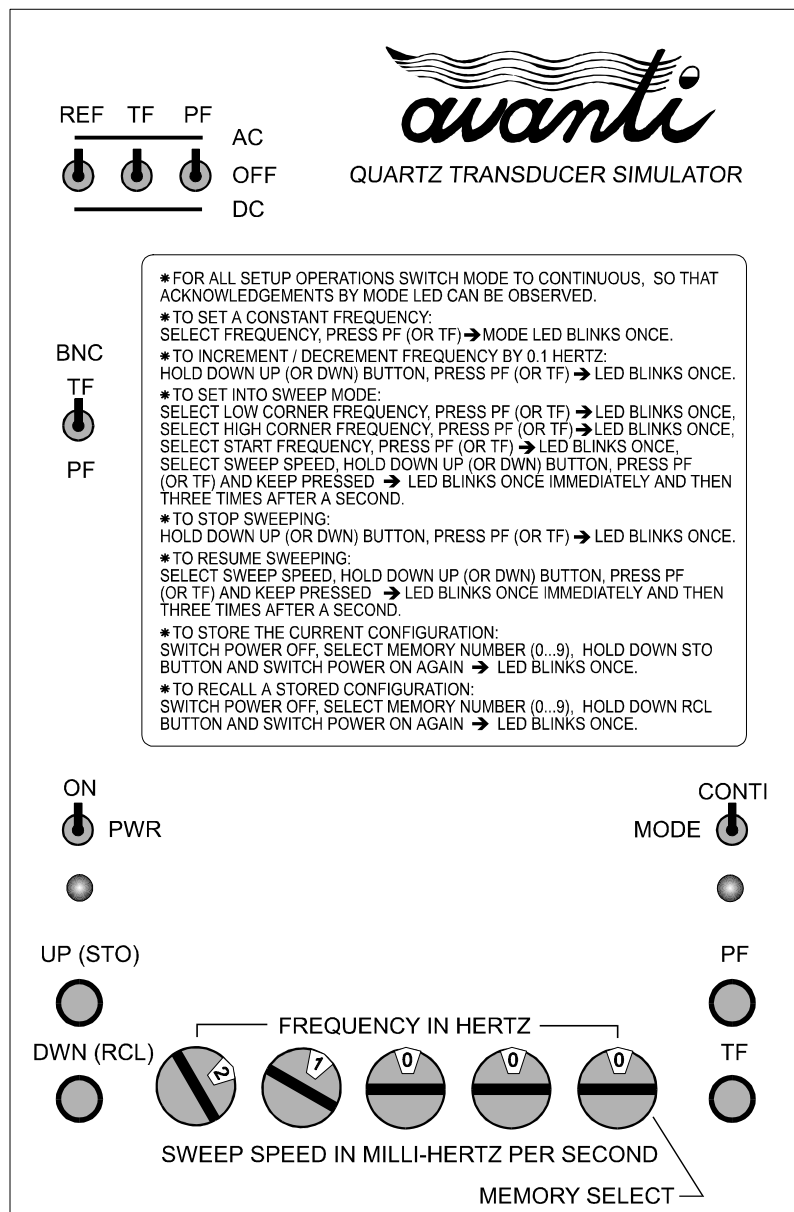 avanti
REF TF PF
AC
OFF
DC
QUARTZ TRANSDUCER SIMULATOR
✷FOR ALL SETUP OPERATIONS SWITCH MODE TO CONTINUOUS, SO THAT
ACKNOWLEDGEMENTS BY MODE LED CAN BE OBSERVED.
✷TO SET A CONSTANT FREQUENCY:
SELECT FREQUENCY, PRESS PF (OR TF)➔MODE LED BLINKS ONCE.
✷TO INCREMENT / DECREMENT FREQUENCY BY 0.1 HERTZ:
HOLD DOWN UP (OR DWN) BUTTON, PRESS PF (OR TF) ➔ LED BLINKS ONCE.
✷TO SET INTO SWEEP MODE:
SELECT LOW CORNER FREQUENCY, PRESS PF (OR TF) ➔ LED BLINKS ONCE,
SELECT HIGH CORNER FREQUENCY, PRESS PF (OR TF)➔LED BLINKS ONCE,
SELECT START FREQUENCY, PRESS PF (OR TF) ➔ LED BLINKS ONCE,
SELECT SWEEP SPEED, HOLD DOWN UP (OR DWN) BUTTON, PRESS PF
(OR TF) AND KEEP PRESSED ➔ LED BLINKS ONCE IMMEDIATELY AND THEN
THREE TIMES AFTER A SECOND.
✷TO STOP SWEEPING:
HOLD DOWN UP (OR DWN) BUTTON, PRESS PF (OR TF) ➔ LED BLINKS ONCE.
✷TO RESUME SWEEPING:
SELECT SWEEP SPEED, HOLD DOWN UP (OR DWN) BUTTON, PRESS PF
(OR TF) AND KEEP PRESSED ➔ LED BLINKS ONCE IMMEDIATELY AND THEN
THREE TIMES AFTER A SECOND.
✷TO STORE THE CURRENT CONFIGURATION:
SWITCH POWER OFF, SELECT MEMORY NUMBER (0...9), HOLD DOWN STO
BUTTON AND SWITCH POWER ON AGAIN ➔ LED BLINKS ONCE.
✷TO RECALL A STORED CONFIGURATION:
SWITCH POWER OFF, SELECT MEMORY NUMBER (0...9), HOLD DOWN RCL
BUTTON AND SWITCH POWER ON AGAIN ➔ LED BLINKS ONCE.
BNC
TF
PF
ON
PWR
CONTI
MODE
UP (STO)
PF
DWN (RCL)
FREQUENCY IN HERTZ
TF
2 1 0 0 0
SWEEP SPEED IN MILLI-HERTZ PER SECOND
MEMORY SELECT